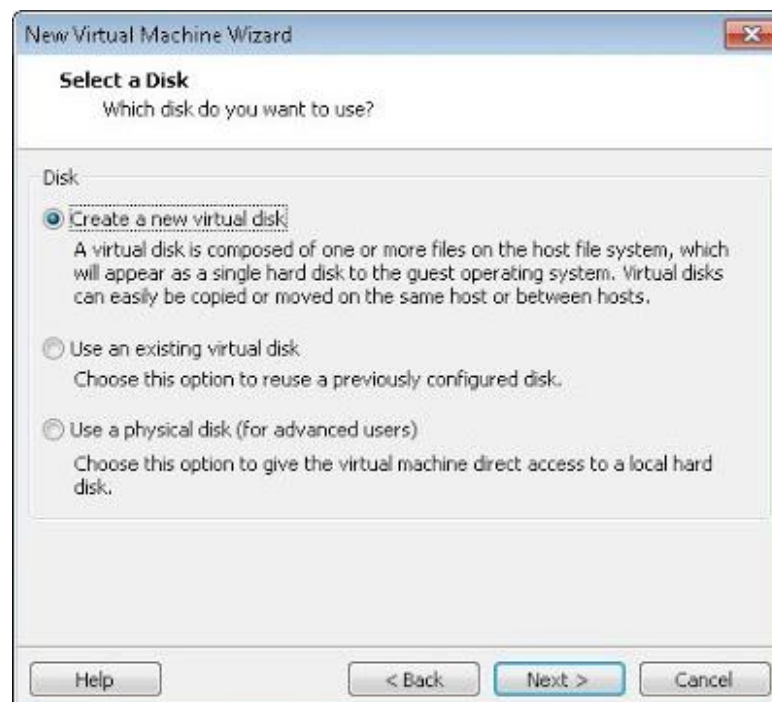 New Virtual Machine Wizard
Select a Disk
Which disk do you want to use?
Disk
Create a new virtual disk
A virtual disk is composed of one or more files on the host file system, which
will appear as a single hard disk to the guest operating system. Virtual disks
can easily be copied or moved on the same host or between hosts.
Use an existing virtual disk
Choose this option to reuse a previously configured disk.
Use a physical disk (for advanced users)
Choose this option to give the virtual machine direct access to a local hard
disk.
Help < Back Next > Cancel